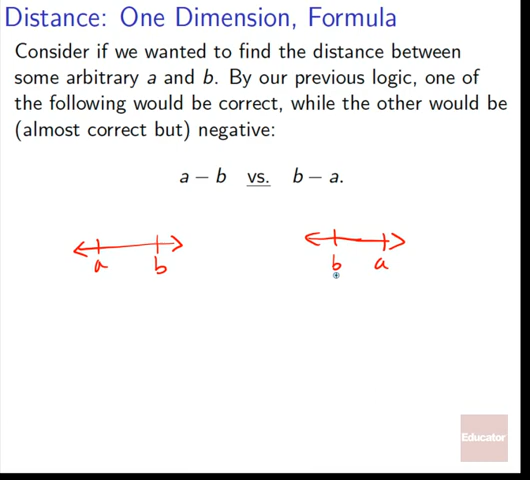 Distance: One Dimension, Formula
Consider if we wanted to find the distance between
some arbitrary a and b. By our previous logic, one of
the following would be correct, while the other would be
(almost correct but) negative:
a − b vs. b − a.
a b b a
Educator